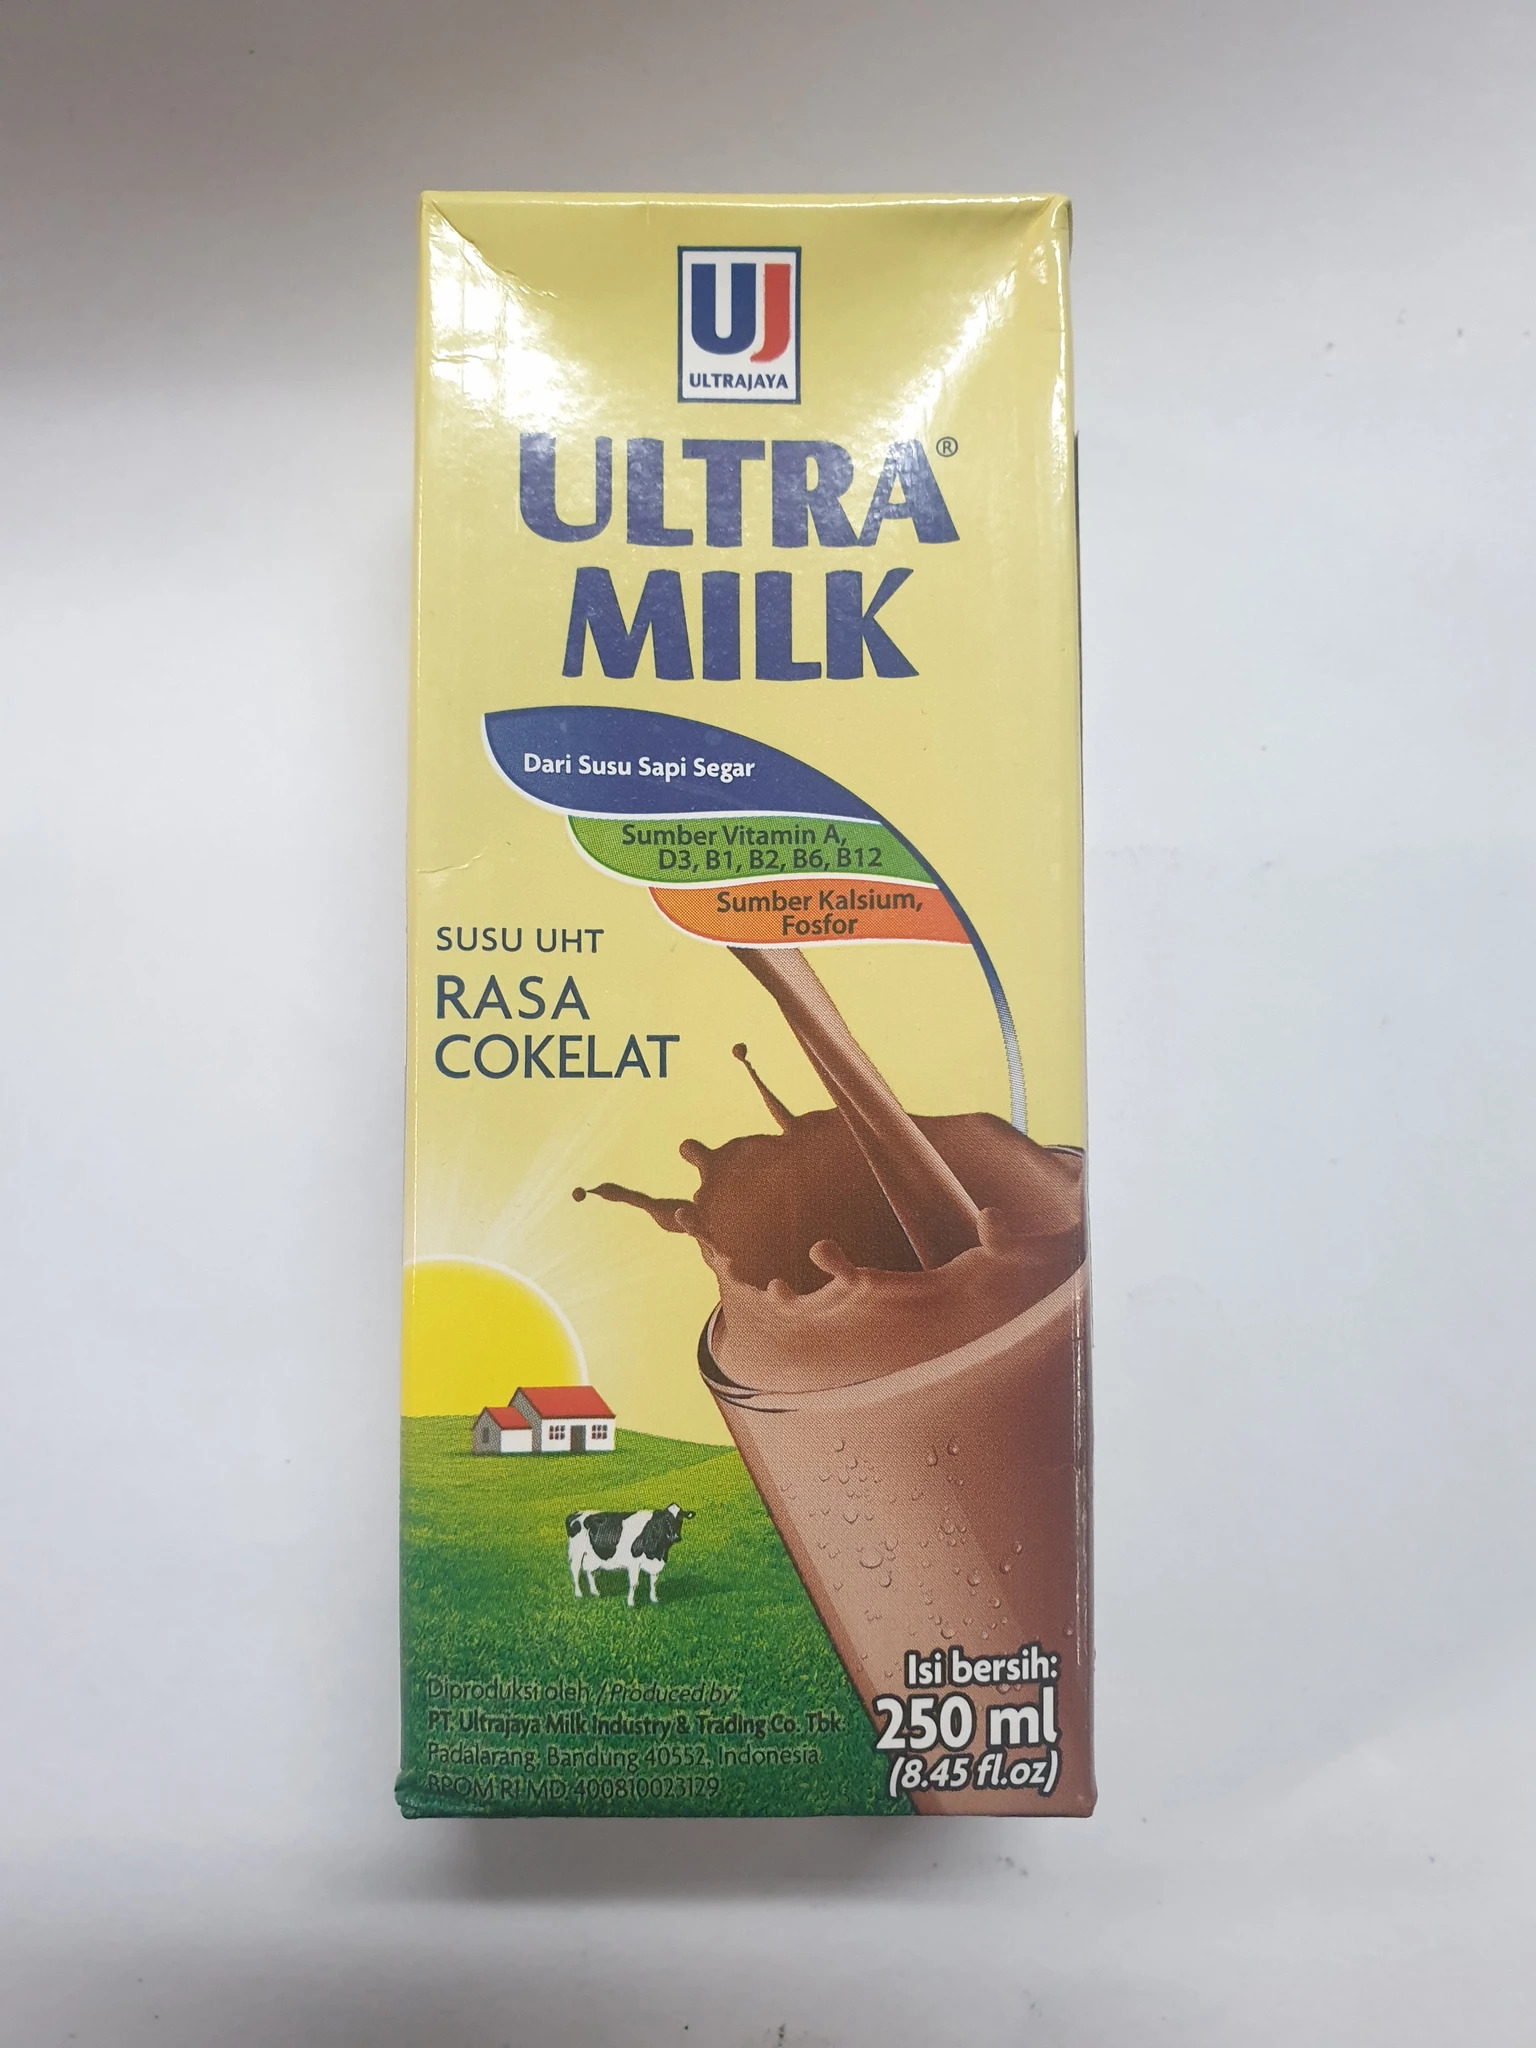 UJ
ULTRAJAYA
ULTRA®
MILK
Dari Susu Sapi Segar
Sumber Vitamin A,
D3, B1, B2, B6, B12
Sumber Kalsium,
Fosfor
SUSU UHT
RASA
COKELAT
Diproduksi oleh / Produced by:
PT. Ultrajaya Milk Industry & Trading Co. Tbk.
Padalarang, Bandung 40552, Indonesia
BPOM RI MD 400810023129
Isi bersih:
250 ml
(8.45 fl.oz)